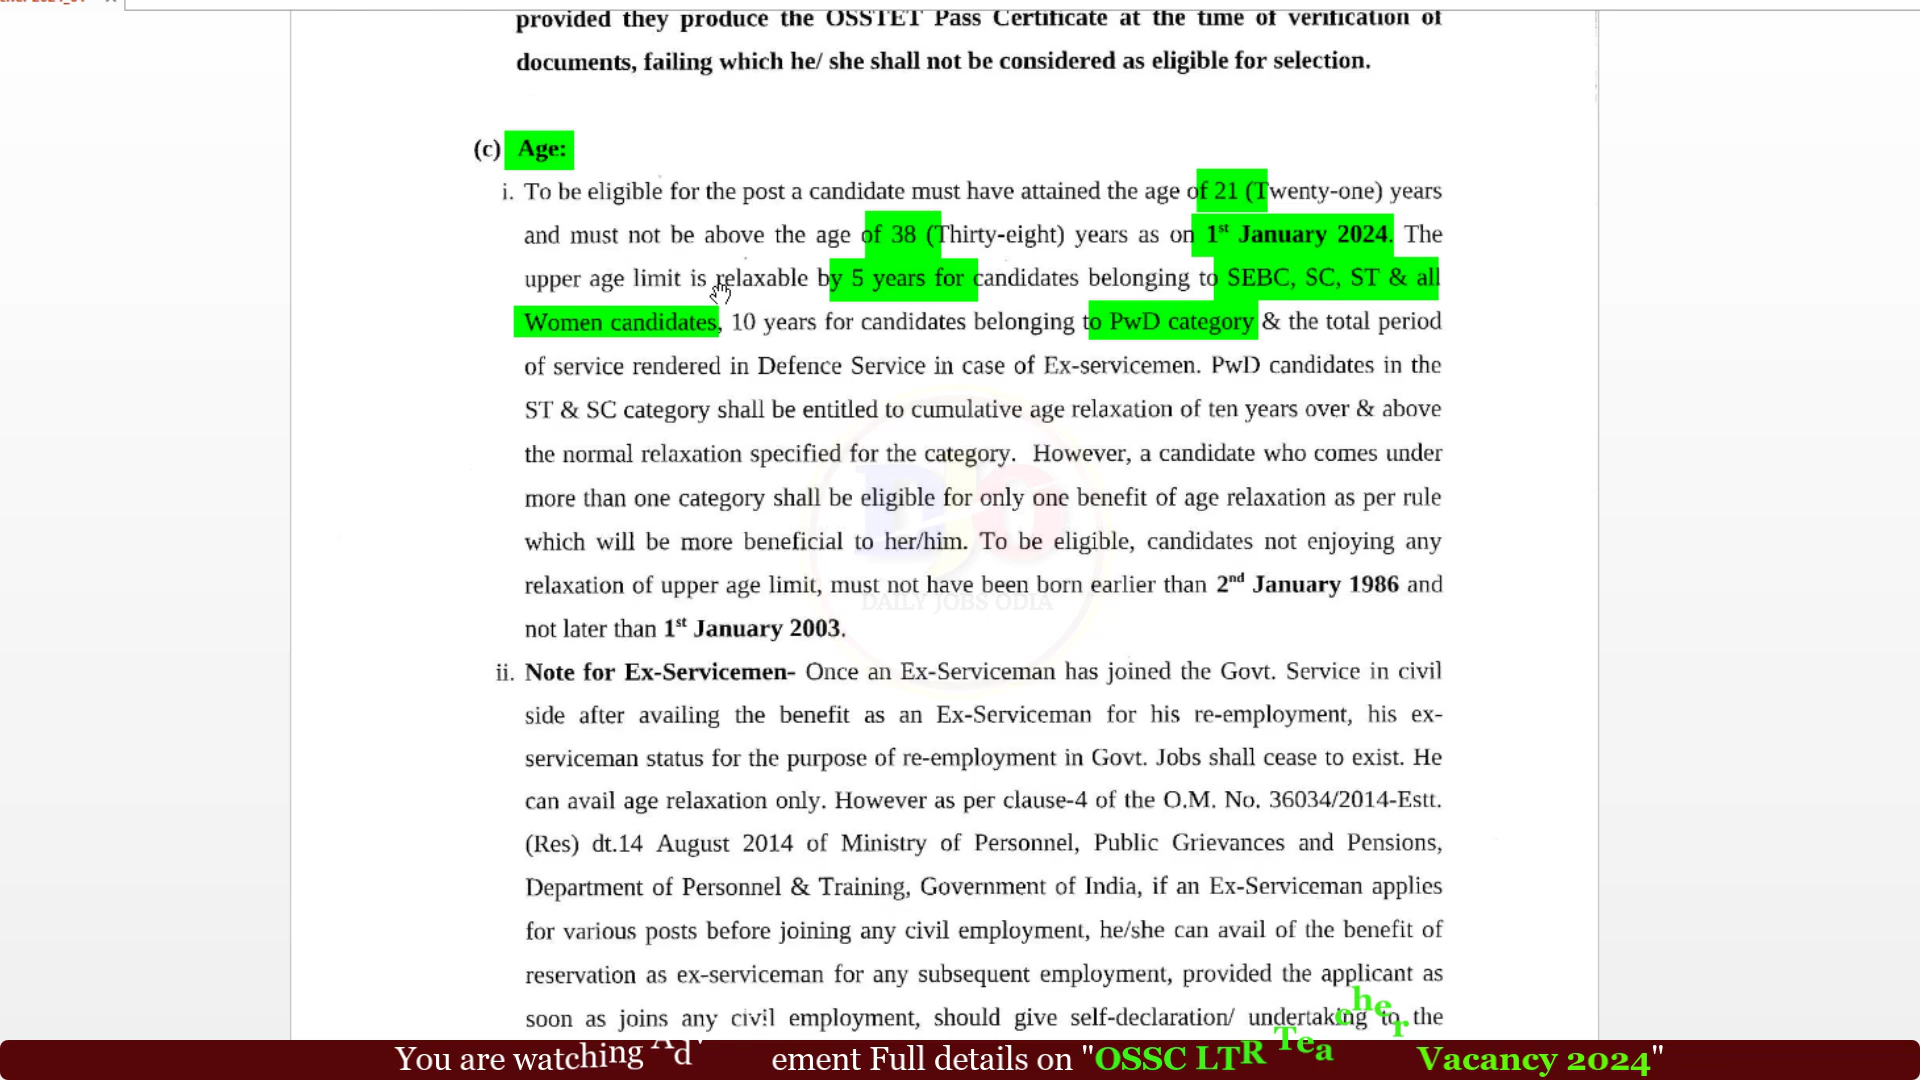 provided they produce the OSSTET Pass Certificate at the time of verification of
documents, failing which he/ she shall not be considered as eligible for selection.
(c) Age:
i. To be eligible for the post a candidate must have attained the age of 21 (Twenty-one) years
and must not be above the age of 38 (Thirty-eight) years as on 1st January 2024. The
upper age limit is relaxable by 5 years for candidates belonging to SEBC, SC, ST & all
Women candidates, 10 years for candidates belonging to PwD category & the total period
of service rendered in Defence Service in case of Ex-servicemen. PwD candidates in the
ST & SC category shall be entitled to cumulative age relaxation of ten years over & above
the normal relaxation specified for the category. However, a candidate who comes under
more than one category shall be eligible for only one benefit of age relaxation as per rule
which will be more beneficial to her/him. To be eligible, candidates not enjoying any
relaxation of upper age limit, must not have been born earlier than 2nd January 1986 and
DAILY JOBS ODIA
not later than 1st January 2003.
ii. Note for Ex-Servicemen- Once an Ex-Serviceman has joined the Govt. Service in civil
side after availing the benefit as an Ex-Serviceman for his re-employment, his ex-
serviceman status for the purpose of re-employment in Govt. Jobs shall cease to exist. He
can avail age relaxation only. However as per clause-4 of the O.M. No. 36034/2014-Estt.
(Res) dt.14 August 2014 of Ministry of Personnel, Public Grievances and Pensions,
Department of Personnel & Training, Government of India, if an Ex-Serviceman applies
for various posts before joining any civil employment, he/she can avail of the benefit of
reservation as ex-serviceman for any subsequent employment, provided the applicant as
soon as joins any civil employment, should give self-declaration/ undertaking to the
You are watching Ad ement Full details on "OSSC LTR Teacher Vacancy 2024"